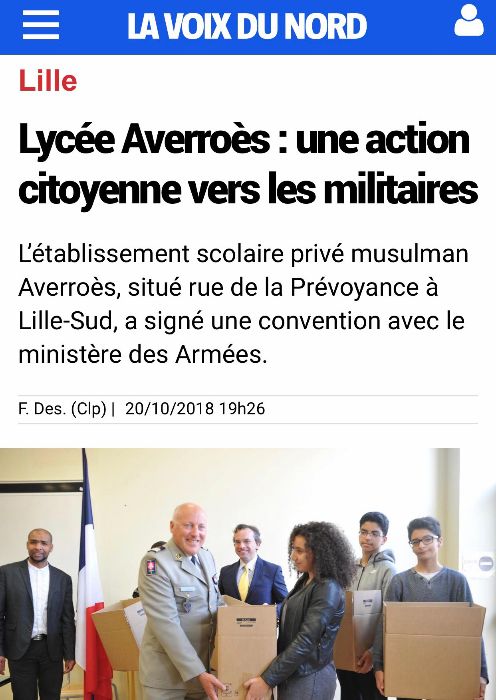 LA VOIX DU NORD
Lille
Lycée Averroès : une action
citoyenne vers les militaires
L'établissement scolaire privé musulman
Averroès, situé rue de la Prévoyance à
Lille-Sud, a signé une convention avec le
ministère des Armées.
F. Des. (Clp) | 20/10/2018 19h26